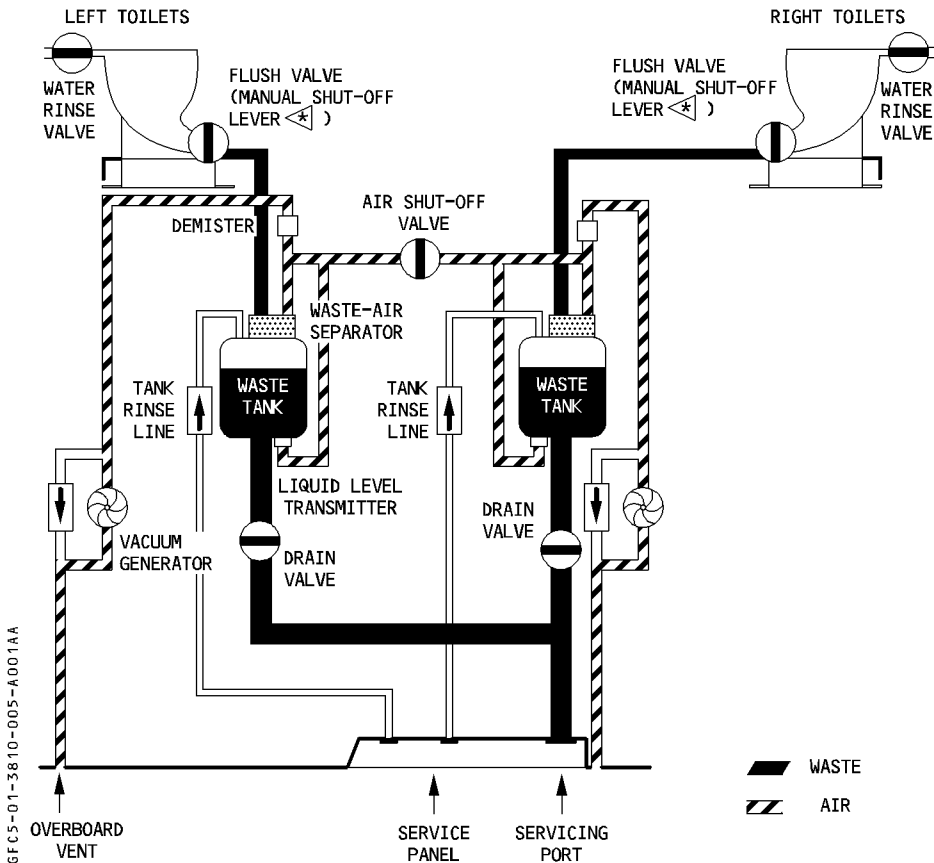 LEFT TOILETS
RIGHT TOILETS
WATER
RINSE
VALVE
FLUSH VALVE
(MANUAL SHUT-OFF
LEVER <*> )
FLUSH VALVE
(MANUAL SHUT-OFF
LEVER <*> )
WATER
RINSE
VALVE
DEMISTER
AIR SHUT-OFF
VALVE
WASTE-AIR
SEPARATOR
TANK
RINSE
LINE
WASTE
TANK
TANK
RINSE
LINE
WASTE
TANK
LIQUID LEVEL
TRANSMITTER
DRAIN
VALVE
VACUUM
GENERATOR
DRAIN
VALVE
GFC5-01-3810-005-A001AA
WASTE
AIR
OVERBOARD
VENT
SERVICE
PANEL
SERVICING
PORT